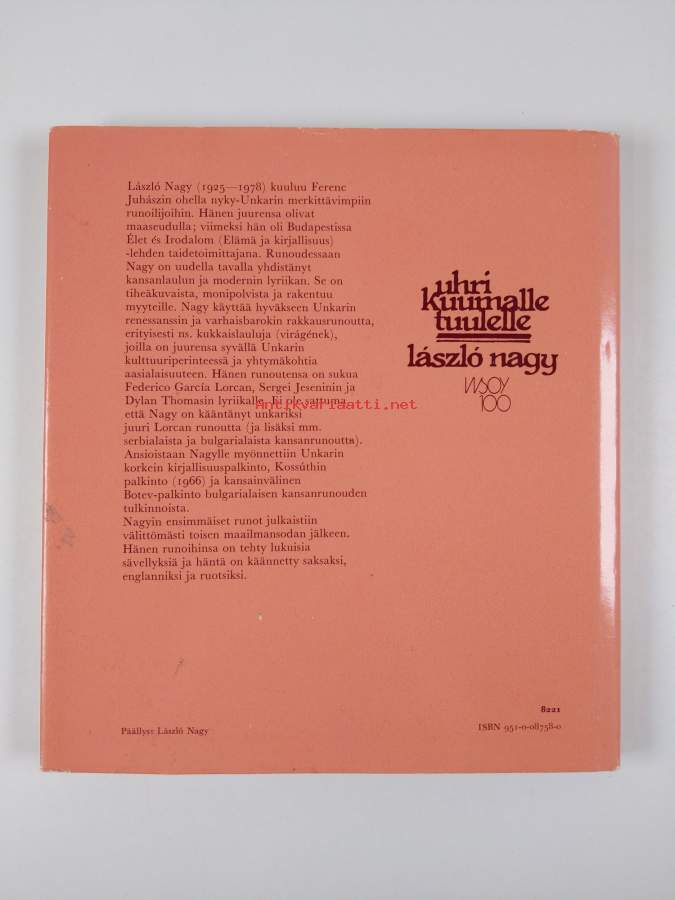 László Nagy (1925—1978) kuuluu Ferenc
Juhászin ohella nyky-Unkarin merkittävimpiin
runoilijoihin. Hänen juurensa olivat
maaseudulla; viimeksi hän oli Budapestissa
Élet és Irodalom (Elämä ja kirjallisuus)
-lehden taidetoimittajana. Runoudessaan
Nagy on uudella tavalla yhdistänyt
kansanlaulun ja modernin lyriikan. Se on
tiheäkuvaista, monipolvista ja rakentuu
myyteille. Nagy käyttää hyväkseen Unkarin
renessanssin ja varhaisbarokin rakkausrunoutta,
erityisesti ns. kukkaislauluja (virágének),
joilla on juurensa syvällä Unkarin
kulttuuriperinteessä ja yhtymäkohtia
aasialaisuuteen. Hänen runoutensa on sukua
Federico García Lorcan, Sergei Jeseninin ja
Dylan Thomasin lyriikalle. Ei ole sattuma,
että Nagy on kääntänyt unkariksi
juuri Lorcan runoutta (ja lisäksi mm.
serbialaista ja bulgarialaista kansanrunoutta).
Ansioistaan Nagylle myönnettiin Unkarin
korkein kirjallisuuspalkinto, Kossúthin
palkinto (1966) ja kansainvälinen
Botev-palkinto bulgarialaisen kansanrunouden
tulkinnoista.
Nagyin ensimmäiset runot julkaistiin
välittömästi toisen maailmansodan jälkeen.
Hänen runoihinsa on tehty lukuisia
sävellyksiä ja häntä on käännetty saksaksi,
englanniksi ja ruotsiksi.
uhri
kuumalle
tuulelle
lászló nagy
WSOY
100
Antikvariaatti.net
8221
Päällys: László Nagy
ISBN 951-0-08758-0